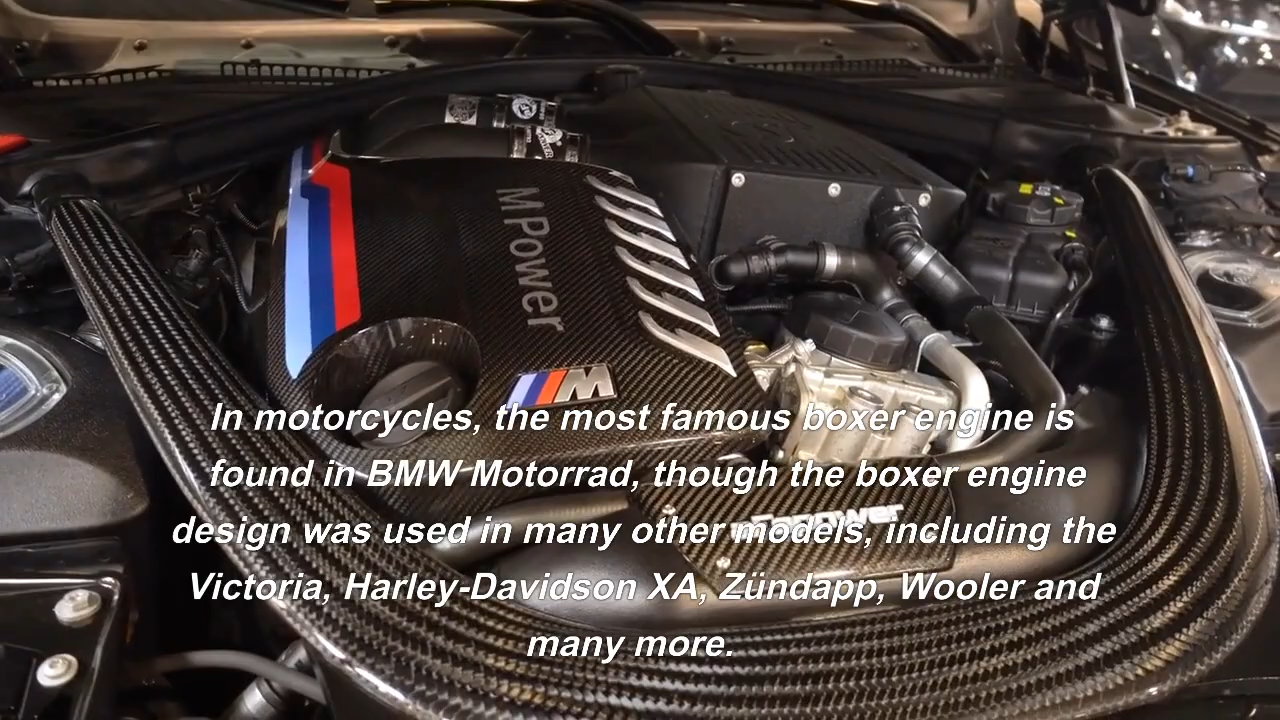 M Power
M
In motorcycles, the most famous boxer engine is
found in BMW Motorrad, though the boxer engine
design was used in many other models, including the
Victoria, Harley-Davidson XA, Zündapp, Wooler and
many more.